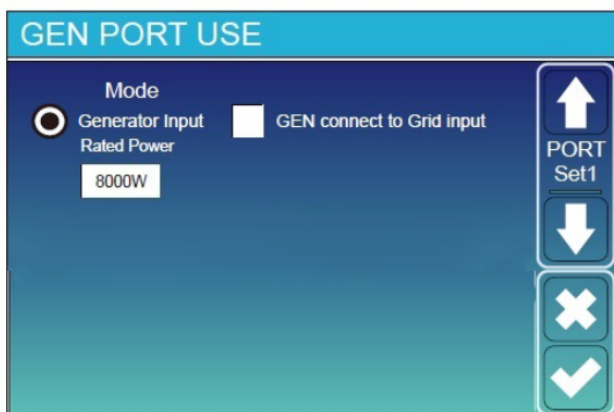 GEN PORT USE
Mode
Generator Input
Rated Power
8000W
GEN connect to Grid input
PORT
Set1